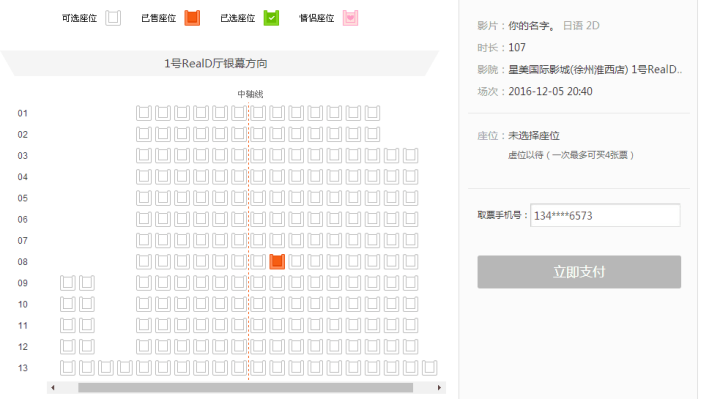 可选座位 已售座位 已选座位 情侣座位
1号RealD厅银幕方向
中轴线
01
02
03
04
05
06
07
08
09
10
11
12
13
影片：你的名字。 日语 2D
时长：107
影院：星美国际影城(徐州淮西店) 1号RealD..
场次：2016-12-05 20:40
座位：未选择座位
虚位以待（一次最多可买4张票）
取票手机号：134****6573
立即支付